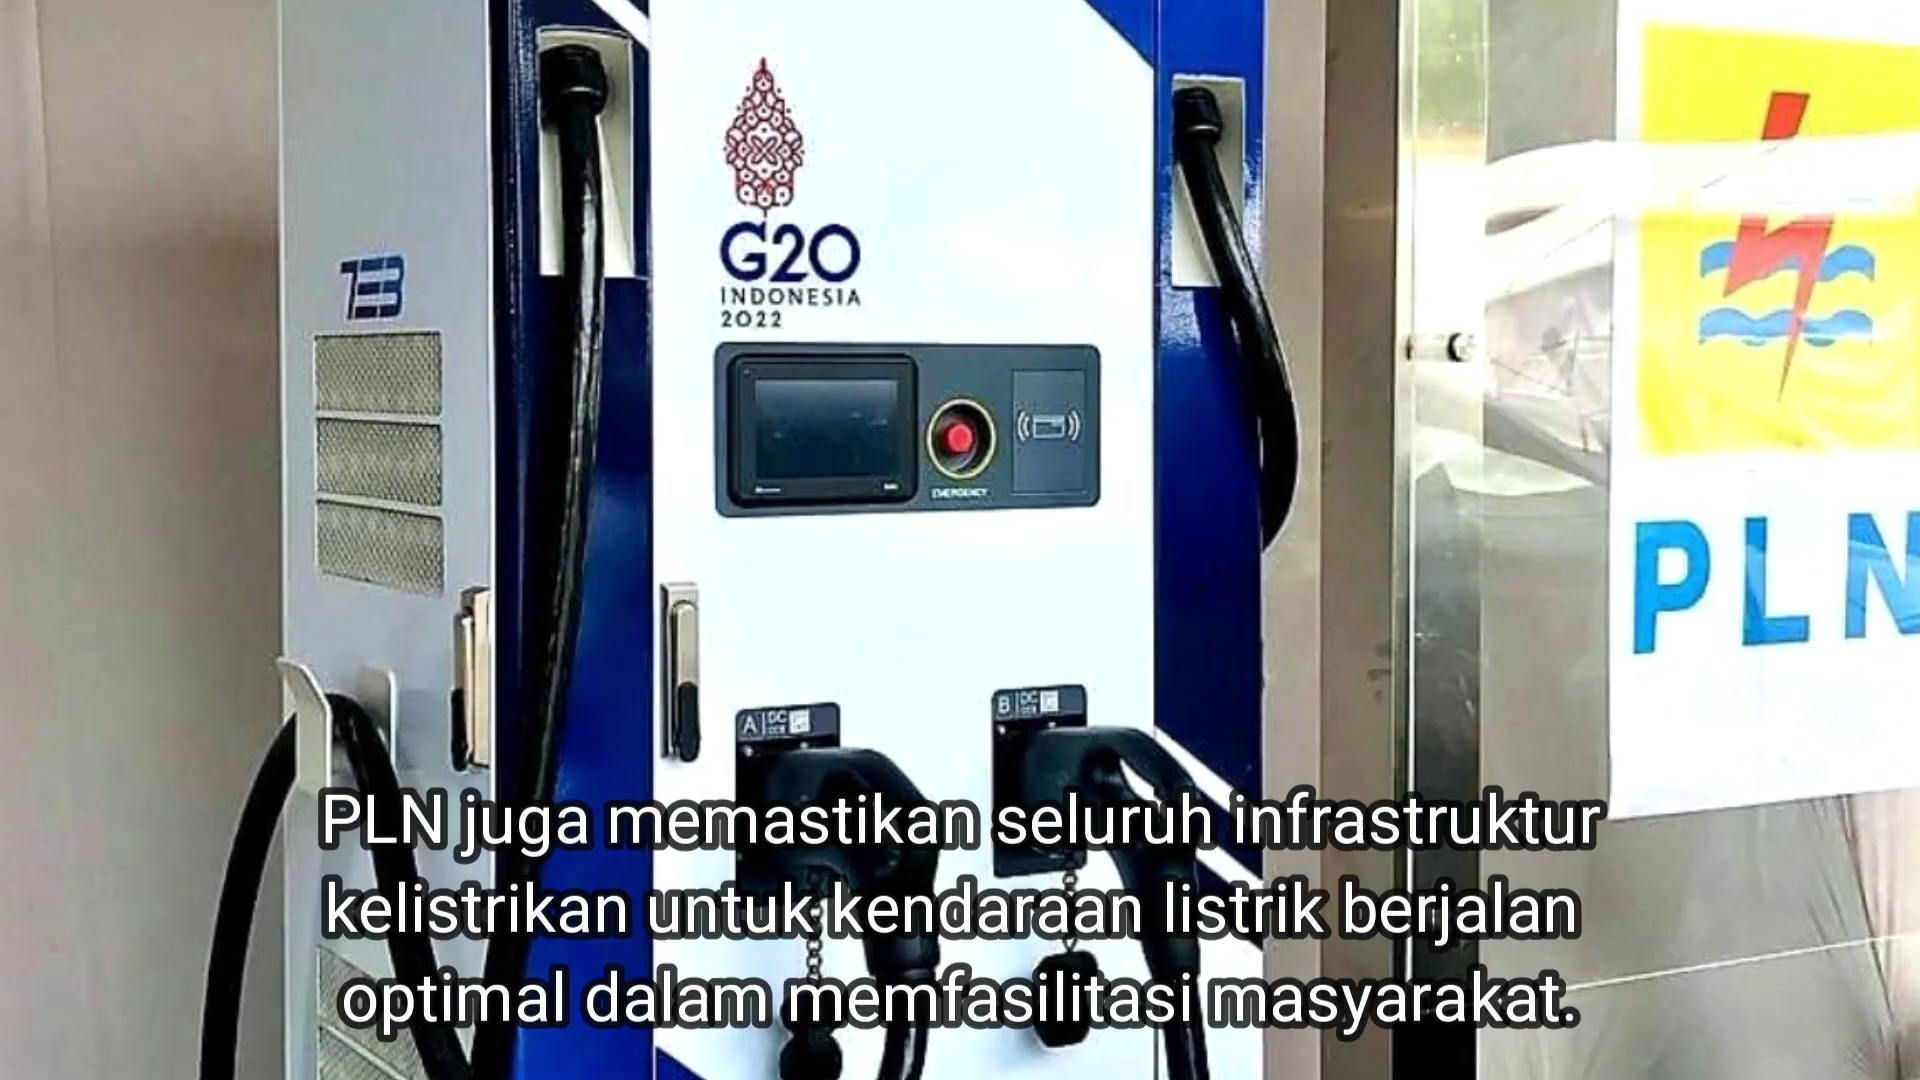 G20
INDONESIA
2022
EMERGENCY
A DC
B DC
PLN
PLN juga memastikan seluruh infrastruktur
kelistrikan untuk kendaraan listrik berjalan
optimal dalam memfasilitasi masyarakat.